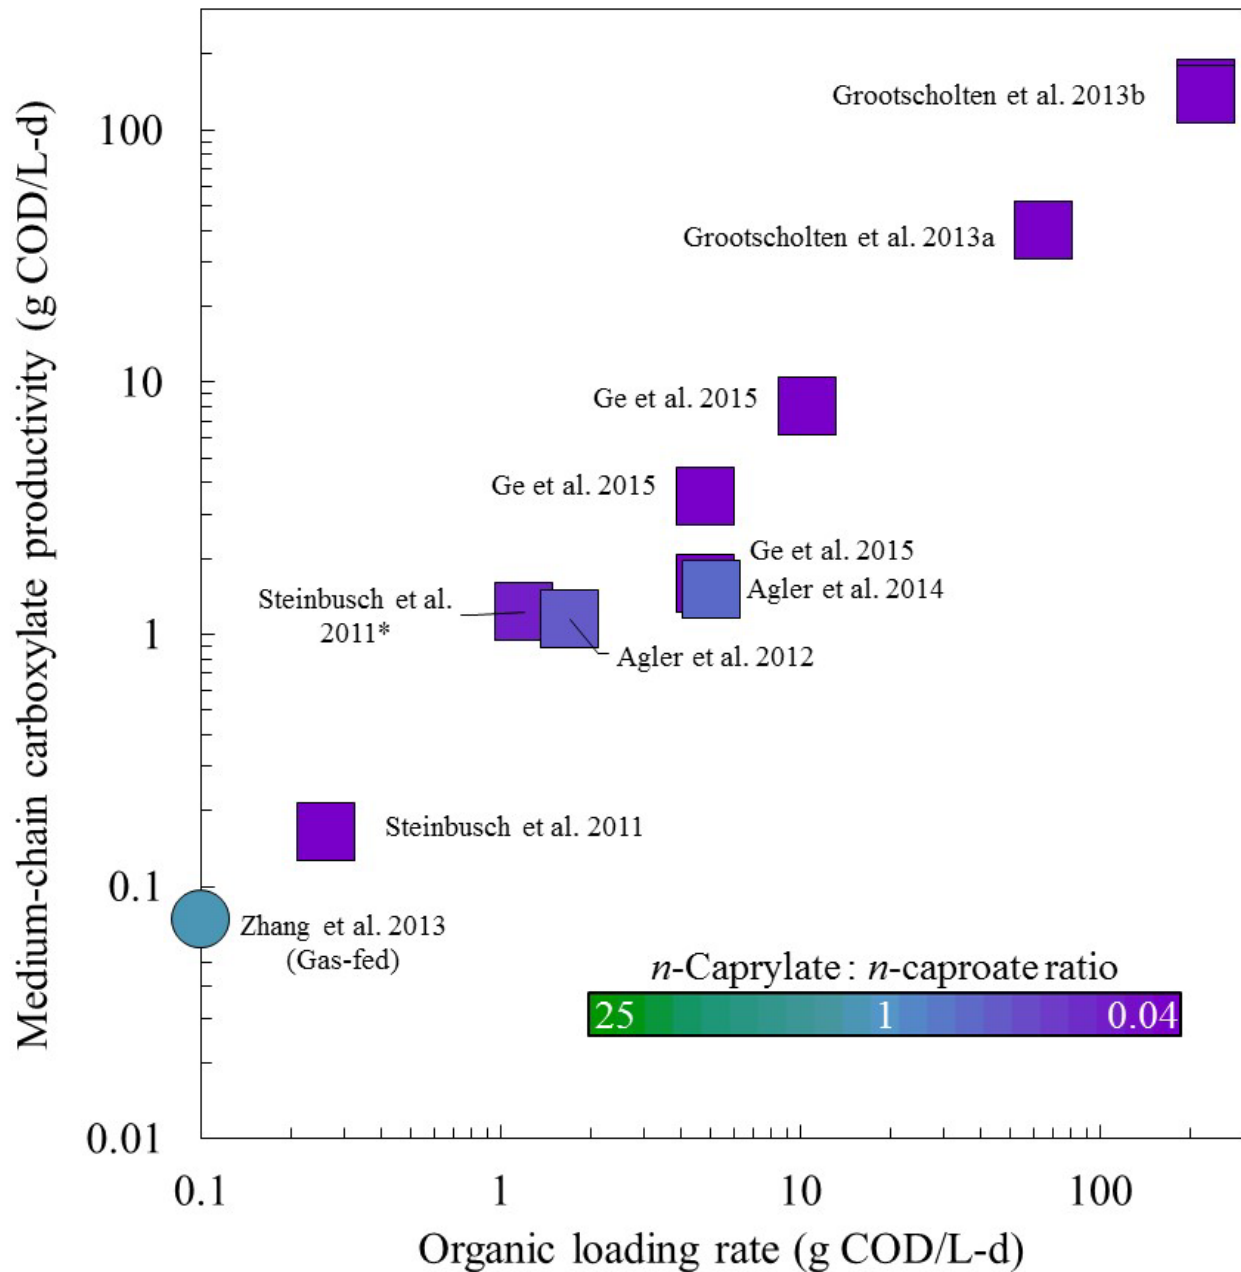 Medium-chain carboxylate productivity (g COD/L-d)
100
10
1
0.1
0.01
Grootscholten et al. 2013b
Grootscholten et al. 2013a
Ge et al. 2015
Ge et al. 2015
Ge et al. 2015
Agler et al. 2014
Steinbusch et al.
2011*
Agler et al. 2012
Steinbusch et al. 2011
Zhang et al. 2013
(Gas-fed)
n-Caprylate : n-caproate ratio
25 1 0.04
0.1 1 10 100
Organic loading rate (g COD/L-d)